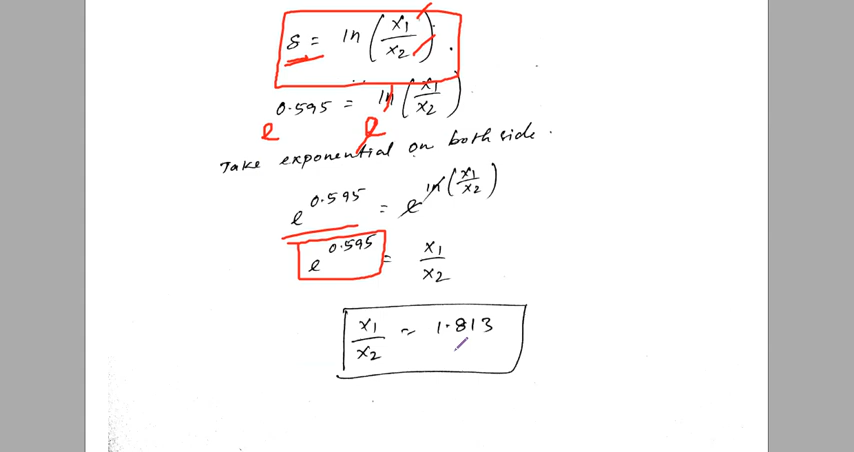 δ = ln(x₁/x₂).
e 0.595 = e ln(x₁/x₂)
Take exponential on both side.
e^0.595 = e^ln(x₁/x₂)
e^0.595 = x₁/x₂
x₁/x₂ = 1.813